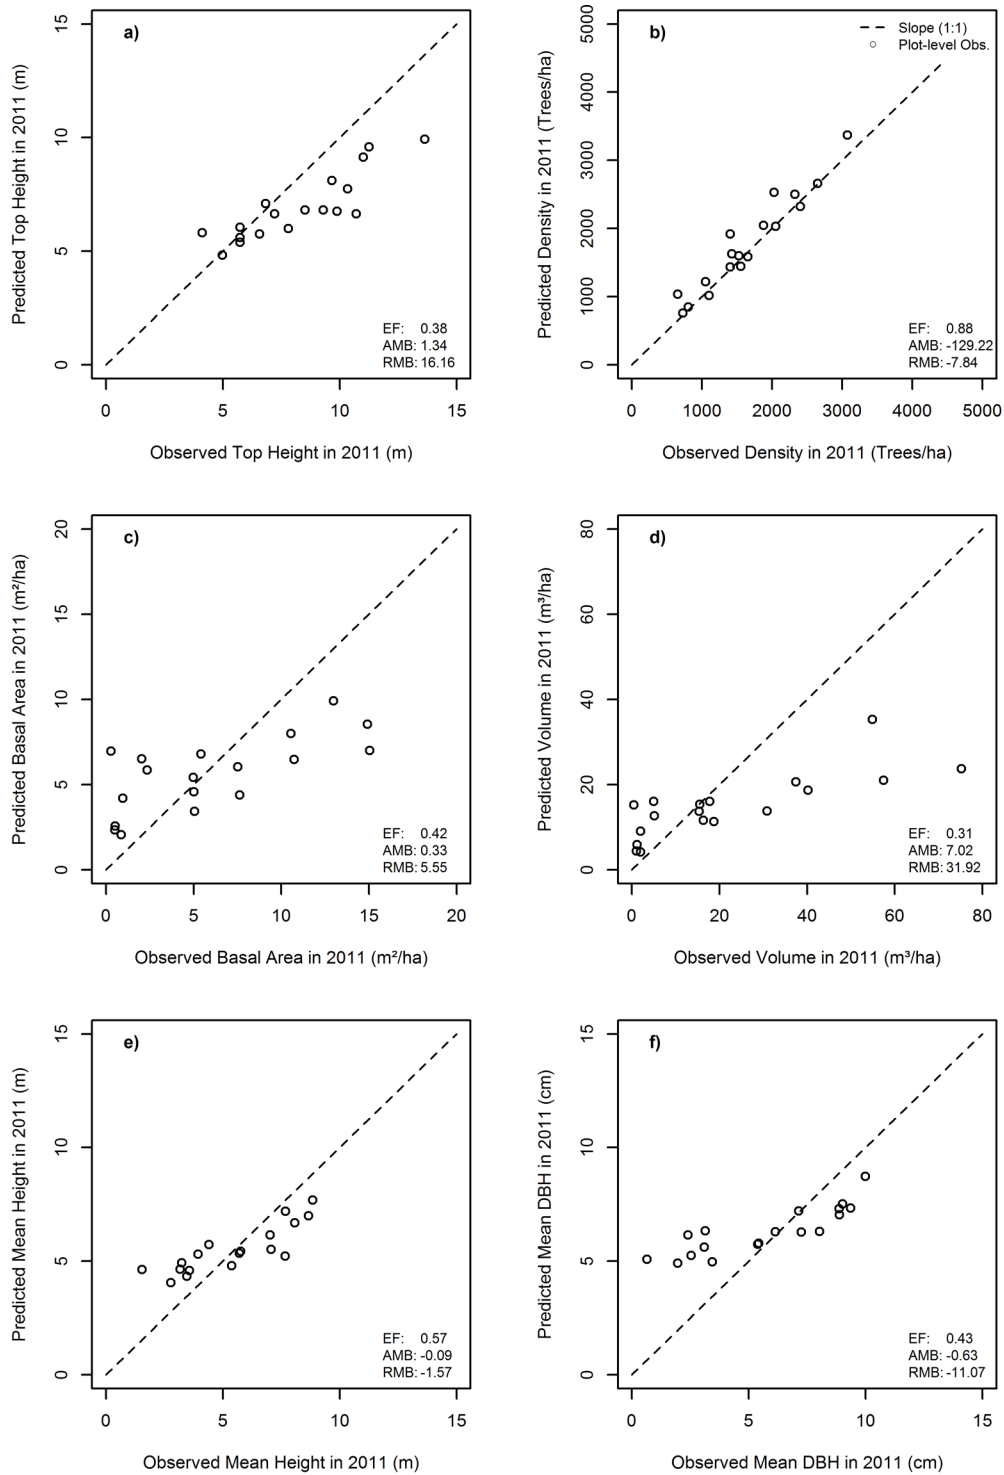 a)
15
10
5
0
Predicted Top Height in 2011 (m)
EF: 0.38
AMB: 1.34
RMB: 16.16
0 5 10 15
Observed Top Height in 2011 (m)
b)
Slope (1:1)
Plot-level Obs.
5000
4000
3000
2000
1000
0
Predicted Density in 2011 (Trees/ha)
EF: 0.88
AMB: -129.22
RMB: -7.84
0 1000 2000 3000 4000 5000
Observed Density in 2011 (Trees/ha)
c)
20
15
10
5
0
Predicted Basal Area in 2011 (m²/ha)
EF: 0.42
AMB: 0.33
RMB: 5.55
0 5 10 15 20
Observed Basal Area in 2011 (m²/ha)
d)
80
60
40
20
0
Predicted Volume in 2011 (m³/ha)
EF: 0.31
AMB: 7.02
RMB: 31.92
0 20 40 60 80
Observed Volume in 2011 (m³/ha)
e)
15
10
5
0
Predicted Mean Height in 2011 (m)
EF: 0.57
AMB: -0.09
RMB: -1.57
0 5 10 15
Observed Mean Height in 2011 (m)
f)
15
10
5
0
Predicted Mean DBH in 2011 (cm)
EF: 0.43
AMB: -0.63
RMB: -11.07
0 5 10 15
Observed Mean DBH in 2011 (cm)